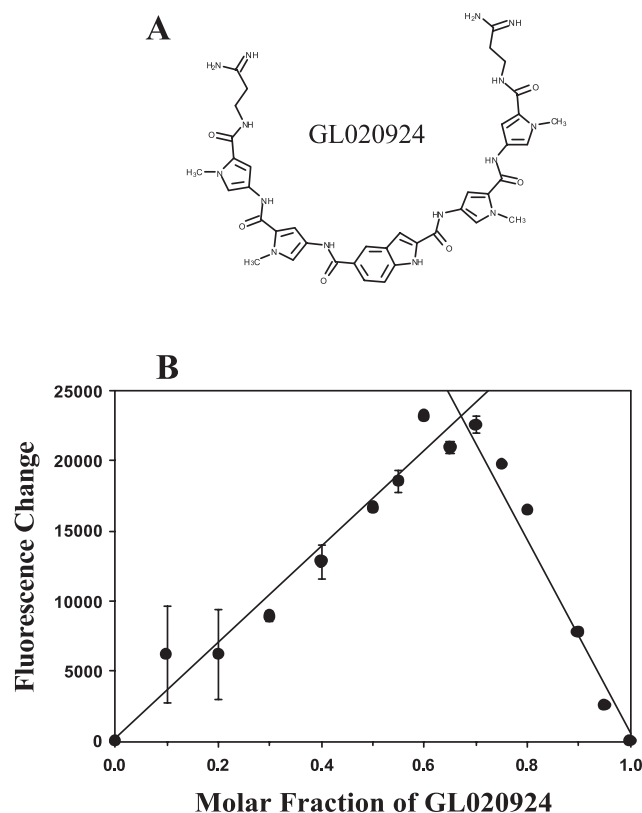 A
GL020924
H₂N
NH
NH
O
H₃C
N
NH
O
N
H₃C
NH
O
NH
O
NH
N
CH₃
O
NH
N
CH₃
O
NH
H₂N
NH
B
Fluorescence Change
25000
20000
15000
10000
5000
0
0.0 0.2 0.4 0.6 0.8 1.0
Molar Fraction of GL020924